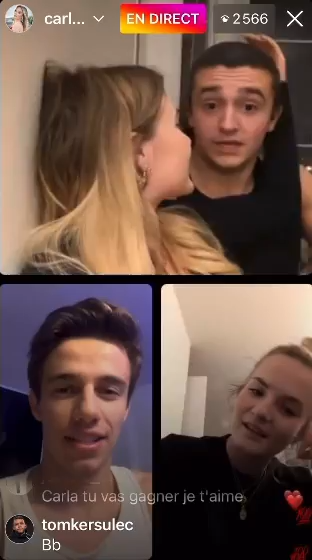 carl... EN DIRECT 2566
Carla tu vas gagner je t'aime
tomkersulec
Bb